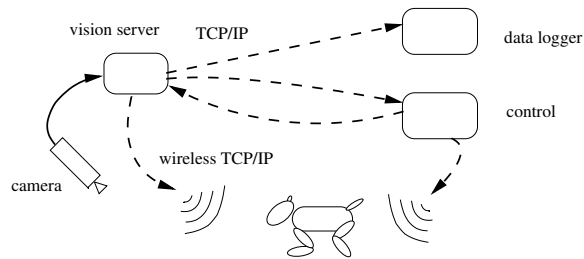 vision server
TCP/IP
data logger
control
wireless TCP/IP
camera